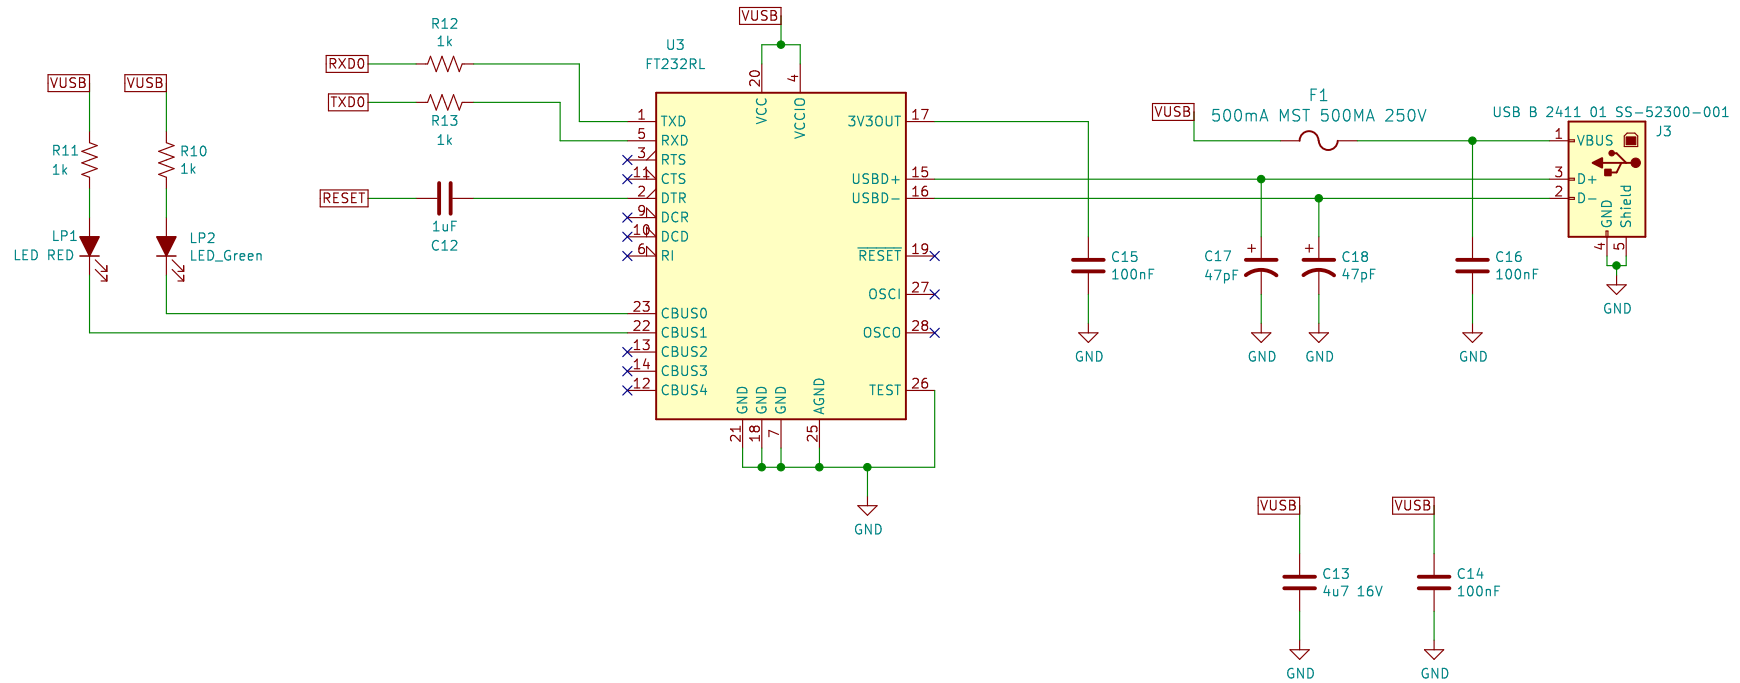 VUSB
VUSB
R11
1k
R10
1k
LP1
LED RED
LP2
LED_Green
R12
1k
RXD0
TXD0
R13
1k
RESET
1uF
C12
VUSB
U3
FT232RL
20
4
VCC
VCCIO
1
TXD
5
RXD
3
RTS
11
CTS
2
DTR
9
DCR
10
DCD
6
RI
23
CBUS0
22
CBUS1
13
CBUS2
14
CBUS3
12
CBUS4
3V3OUT
17
USBD+
15
USBD-
16
RESET
19
OSCI
27
OSCO
28
TEST
26
GND
GND
GND
AGND
21
18
7
25
GND
C15
100nF
GND
VUSB
F1
500mA MST 500MA 250V
C17
47pF
GND
C18
47pF
GND
C16
100nF
GND
USB B 2411 01 SS-52300-001
J3
1
VBUS
3
D+
2
D-
GND
Shield
4
5
GND
VUSB
C13
4u7 16V
GND
VUSB
C14
100nF
GND